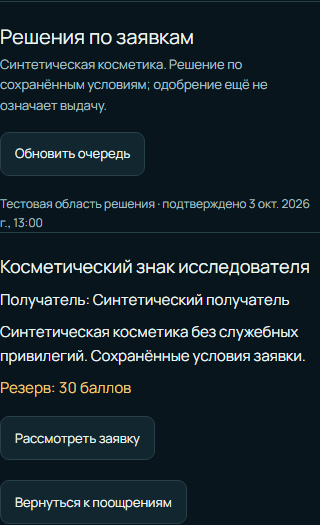 Решения по заявкам
Синтетическая косметика. Решение по
сохранённым условиям; одобрение ещё не
означает выдачу.
Обновить очередь
Тестовая область решения · подтверждено 3 окт. 2026
г., 13:00
Косметический знак исследователя
Получатель: Синтетический получатель
Синтетическая косметика без служебных
привилегий. Сохранённые условия заявки.
Резерв: 30 баллов
Рассмотреть заявку
Вернуться к поощрениям